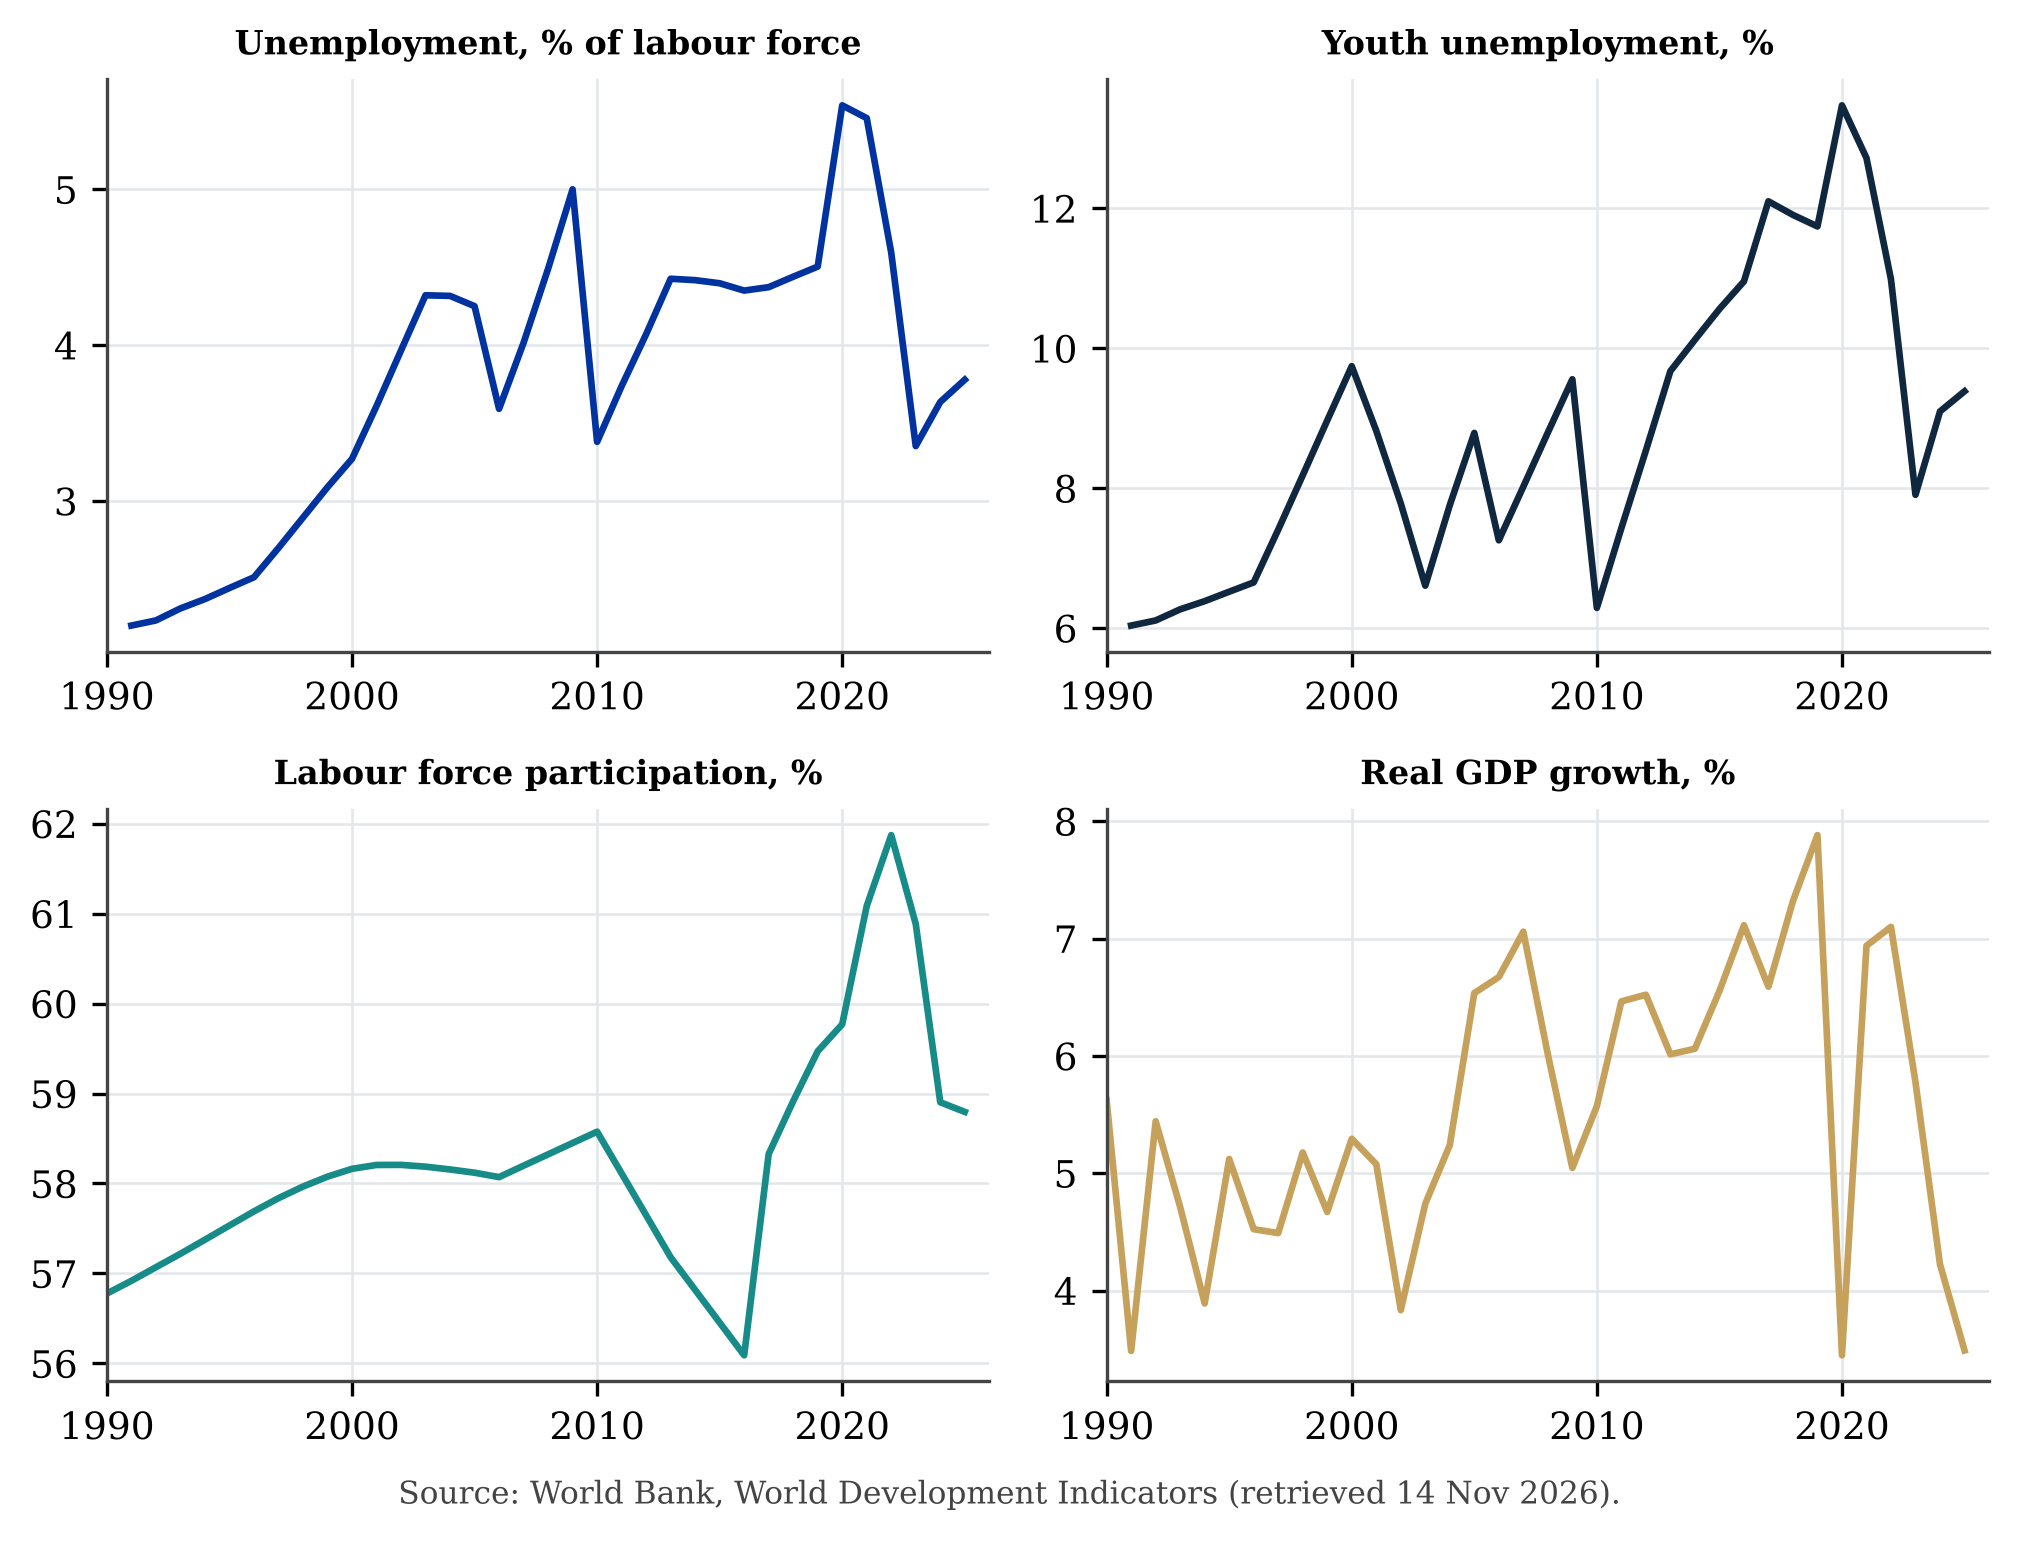 Unemployment, % of labour force
5
4
3
1990 2000 2010 2020
Youth unemployment, %
12
10
8
6
1990 2000 2010 2020
Labour force participation, %
62
61
60
59
58
57
56
1990 2000 2010 2020
Real GDP growth, %
8
7
6
5
4
1990 2000 2010 2020
Source: World Bank, World Development Indicators (retrieved 14 Nov 2026).